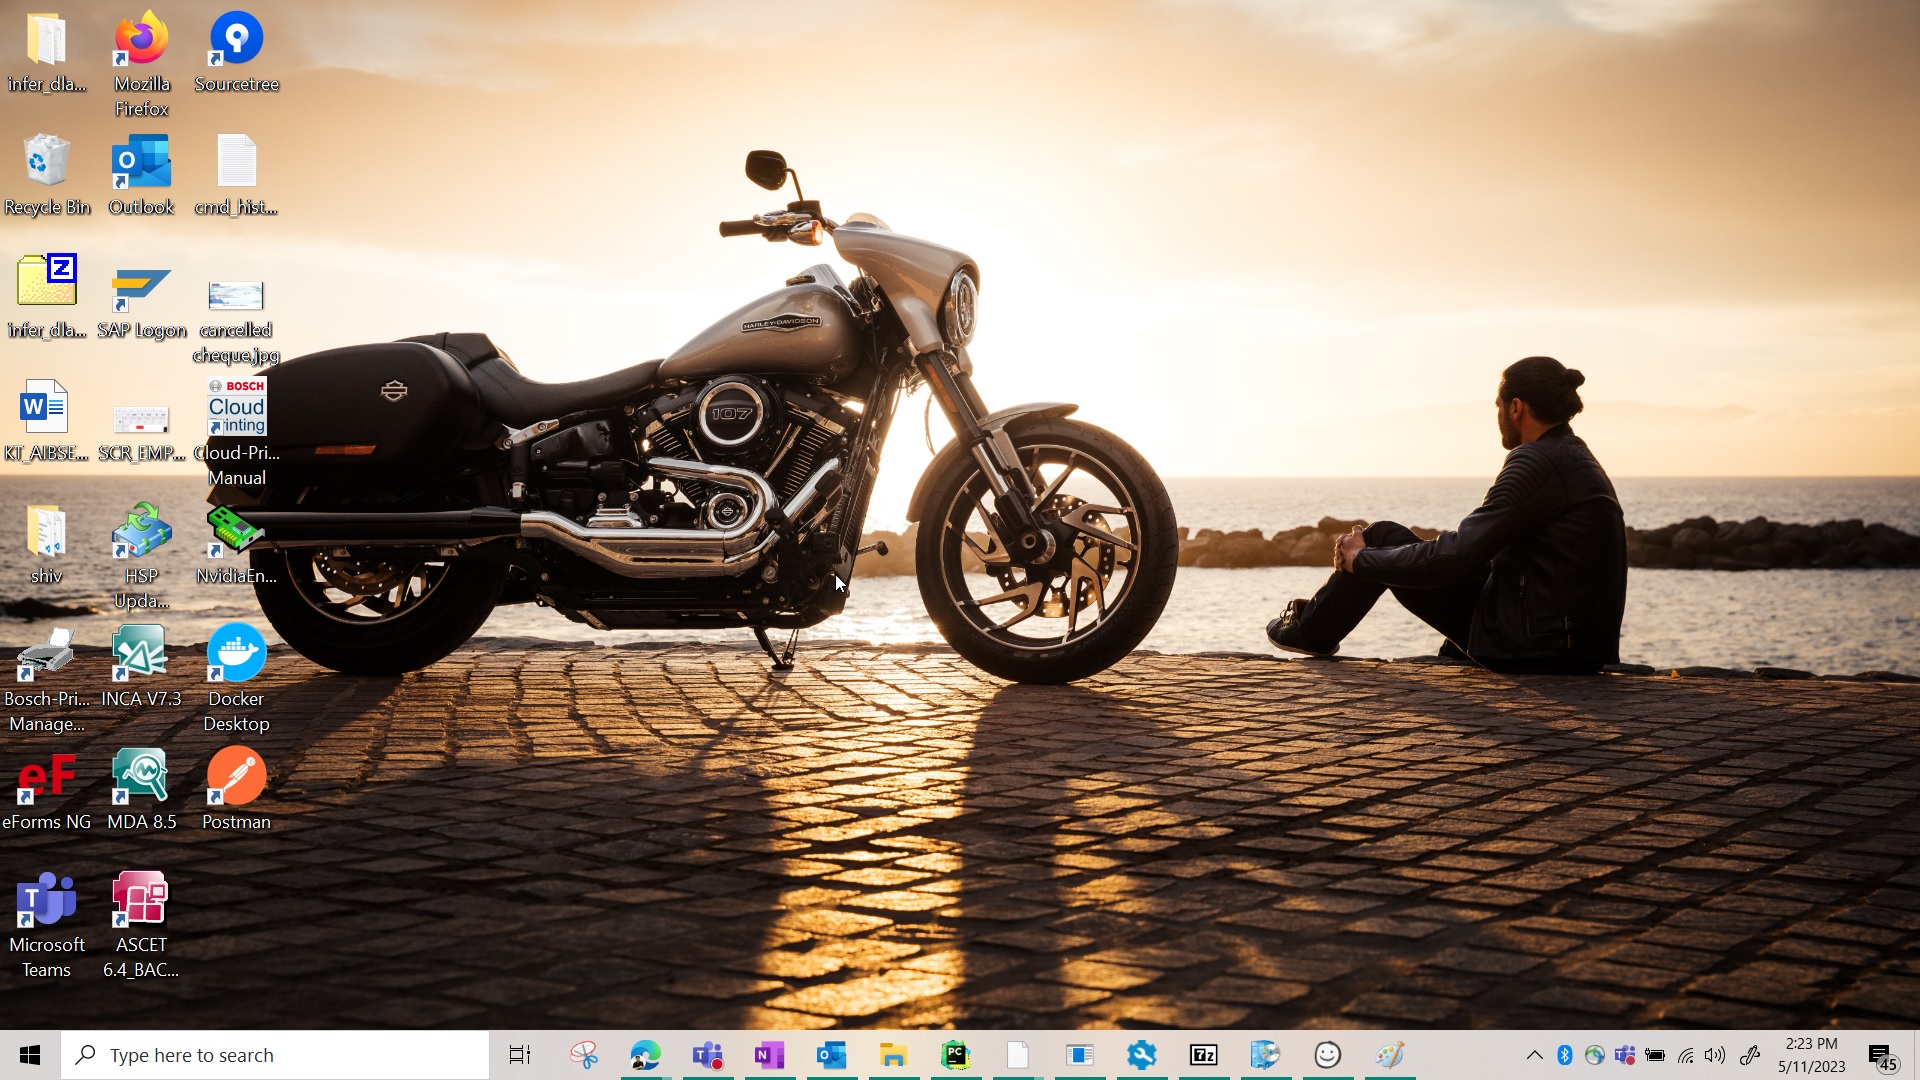 infer_dla...
Mozilla
Firefox
Sourcetree
Recycle Bin
Outlook
cmd_hist...
infer_dla...
SAP Logon
cancelled
cheque.jpg
KT_AIBSE...
SCR_EMP...
BOSCH
Cloud
Printing
Cloud-Pri...
Manual
shiv
HSP
Upda...
NvidiaEn...
Bosch-Pri...
Manage...
INCA V7.3
Docker
Desktop
eF
eForms NG
MDA 8.5
Postman
Microsoft
Teams
ASCET
6.4_BAC...
HARLEY-DAVIDSON
107
Type here to search
PC
7z
2:23 PM
5/11/2023
45